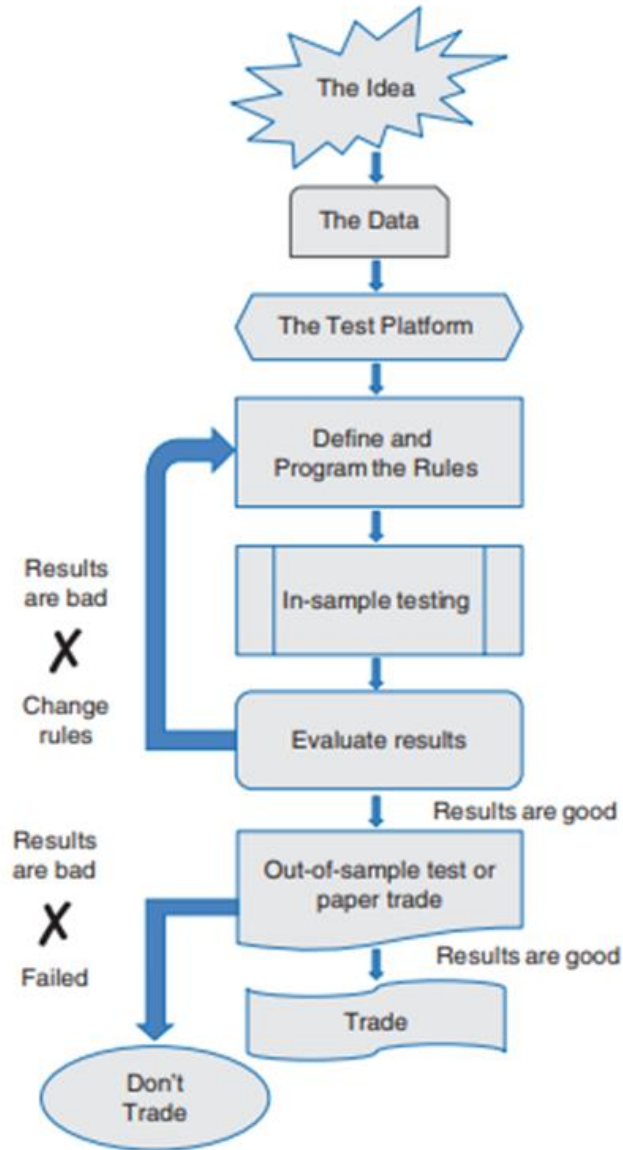 The Idea
The Data
The Test Platform
Define and
Program the Rules
In-sample testing
Results
are bad
✗
Change
rules
Evaluate results
Results are good
Out-of-sample test or
paper trade
Results
are bad
✗
Failed
Results are good
Trade
Don't
Trade